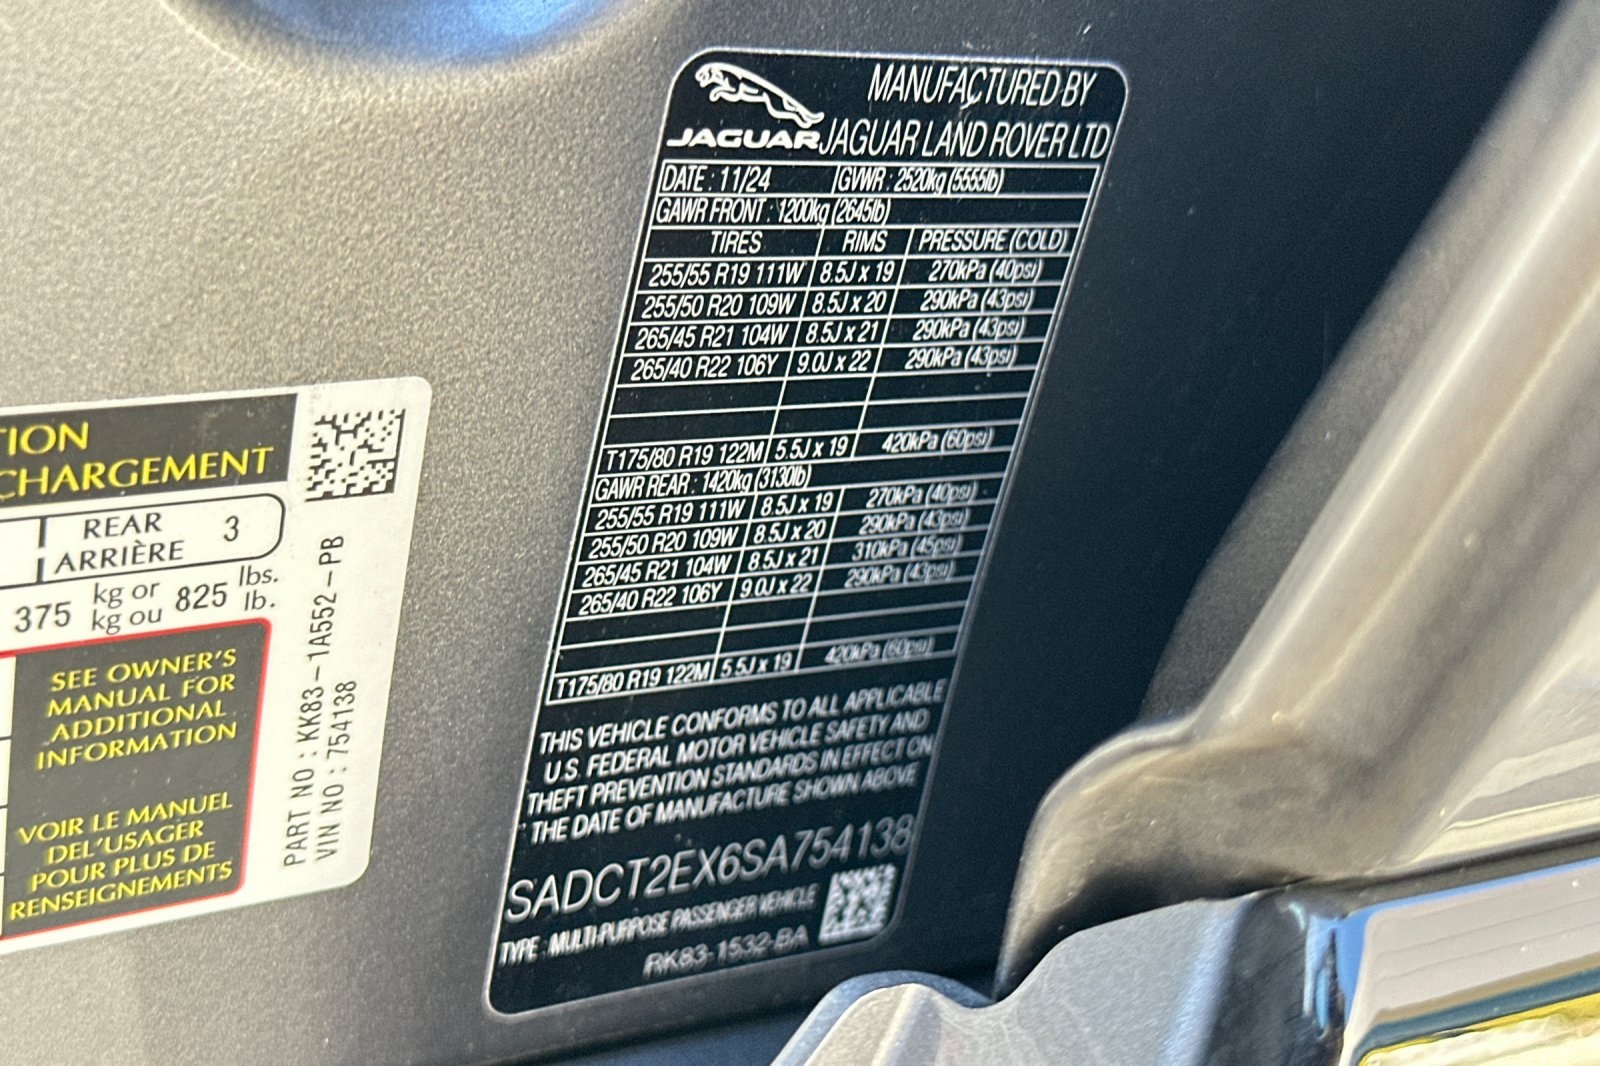 TION
CHARGEMENT
REAR 3
ARRIÈRE
375 kg or 825 lbs.
kg ou lb.
SEE OWNER'S
MANUAL FOR
ADDITIONAL
INFORMATION
VOIR LE MANUEL
DEL'USAGER
POUR PLUS DE
RENSEIGNEMENTS
PART NO : KK83-1A552-PB
VIN NO : 754138
JAGUAR
MANUFACTURED BY
JAGUAR LAND ROVER LTD
DATE : 11/24 GVWR : 2520kg (5555lb)
GAWR FRONT : 1200kg (2645lb)
TIRES RIMS PRESSURE (COLD)
255/55 R19 111W 8.5J x 19 270kPa (40psi)
255/50 R20 109W 8.5J x 20 290kPa (43psi)
265/45 R21 104W 8.5J x 21 290kPa (43psi)
265/40 R22 106Y 9.0J x 22 290kPa (43psi)
T175/80 R19 122M 5.5J x 19 420kPa (60psi)
GAWR REAR : 1420kg (3130lb)
255/55 R19 111W 8.5J x 19 270kPa (40psi)
255/50 R20 109W 8.5J x 20 290kPa (43psi)
265/45 R21 104W 8.5J x 21 310kPa (45psi)
265/40 R22 106Y 9.0J x 22 290kPa (43psi)
T175/80 R19 122M 5.5J x 19 420kPa (60psi)
THIS VEHICLE CONFORMS TO ALL APPLICABLE
U.S. FEDERAL MOTOR VEHICLE SAFETY AND
THEFT PREVENTION STANDARDS IN EFFECT ON
THE DATE OF MANUFACTURE SHOWN ABOVE
SADCT2EX6SA754138
TYPE : MULTI-PURPOSE PASSENGER VEHICLE
RK83-1532-BA